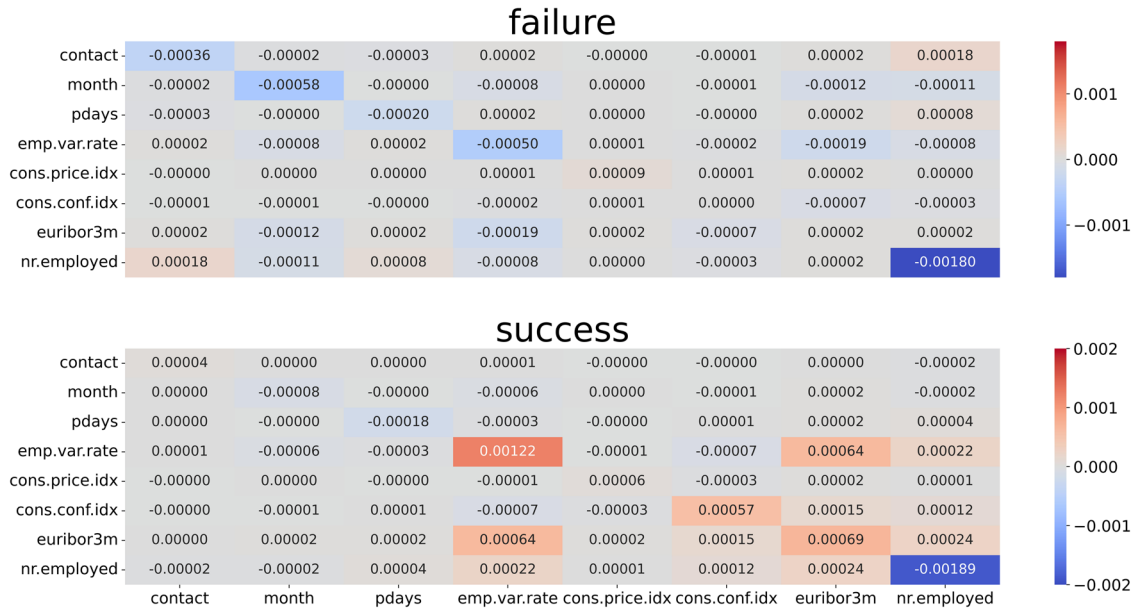 failure
contact -0.00036 -0.00002 -0.00003 0.00002 -0.00000 -0.00001 0.00002 0.00018
month -0.00002 -0.00058 -0.00000 -0.00008 0.00000 -0.00001 -0.00012 -0.00011
pdays -0.00003 -0.00000 -0.00020 0.00002 0.00000 -0.00000 0.00002 0.00008
emp.var.rate 0.00002 -0.00008 0.00002 -0.00050 0.00001 -0.00002 -0.00019 -0.00008
cons.price.idx -0.00000 0.00000 0.00000 0.00001 0.00009 0.00001 0.00002 0.00000
cons.conf.idx -0.00001 -0.00001 -0.00000 -0.00002 0.00001 0.00000 -0.00007 -0.00003
euribor3m 0.00002 -0.00012 0.00002 -0.00019 0.00002 -0.00007 0.00002 0.00002
nr.employed 0.00018 -0.00011 0.00008 -0.00008 0.00000 -0.00003 0.00002 -0.00180
0.001
0.000
−0.001
success
contact 0.00004 0.00000 0.00000 0.00001 -0.00000 -0.00000 0.00000 -0.00002
month 0.00000 -0.00008 -0.00000 -0.00006 0.00000 -0.00001 0.00002 -0.00002
pdays 0.00000 -0.00000 -0.00018 -0.00003 -0.00000 0.00001 0.00002 0.00004
emp.var.rate 0.00001 -0.00006 -0.00003 0.00122 -0.00001 -0.00007 0.00064 0.00022
cons.price.idx -0.00000 0.00000 -0.00000 -0.00001 0.00006 -0.00003 0.00002 0.00001
cons.conf.idx -0.00000 -0.00001 0.00001 -0.00007 -0.00003 0.00057 0.00015 0.00012
euribor3m 0.00000 0.00002 0.00002 0.00064 0.00002 0.00015 0.00069 0.00024
nr.employed -0.00002 -0.00002 0.00004 0.00022 0.00001 0.00012 0.00024 -0.00189
contact month pdays emp.var.rate cons.price.idx cons.conf.idx euribor3m nr.employed
0.002
0.001
0.000
−0.001
−0.002